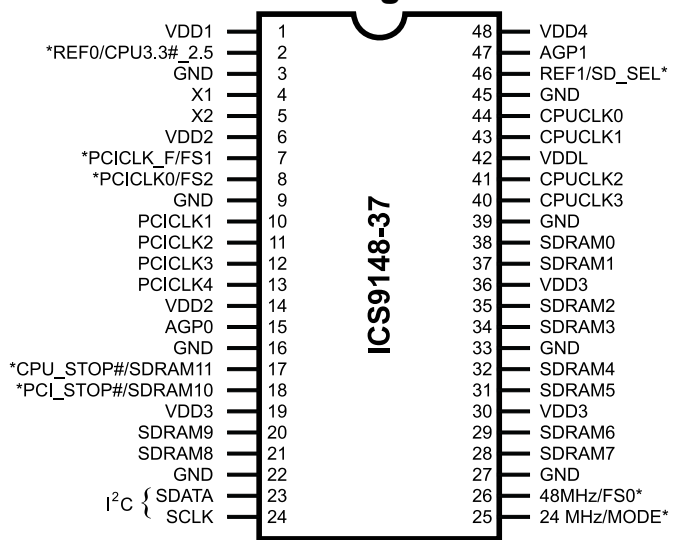 VDD1 1 48 VDD4
*REF0/CPU3.3#_2.5 2 47 AGP1
GND 3 46 REF1/SD_SEL*
X1 4 45 GND
X2 5 44 CPUCLK0
VDD2 6 43 CPUCLK1
*PCICLK_F/FS1 7 42 VDDL
*PCICLK0/FS2 8 41 CPUCLK2
GND 9 40 CPUCLK3
PCICLK1 10 39 GND
PCICLK2 11 38 SDRAM0
PCICLK3 12 37 SDRAM1
PCICLK4 13 36 VDD3
VDD2 14 35 SDRAM2
AGP0 15 34 SDRAM3
GND 16 33 GND
*CPU_STOP#/SDRAM11 17 32 SDRAM4
*PCI_STOP#/SDRAM10 18 31 SDRAM5
VDD3 19 30 VDD3
SDRAM9 20 29 SDRAM6
SDRAM8 21 28 SDRAM7
GND 22 27 GND
I²C { SDATA 23 26 48MHz/FS0*
SCLK 24 25 24 MHz/MODE*
ICS9148-37